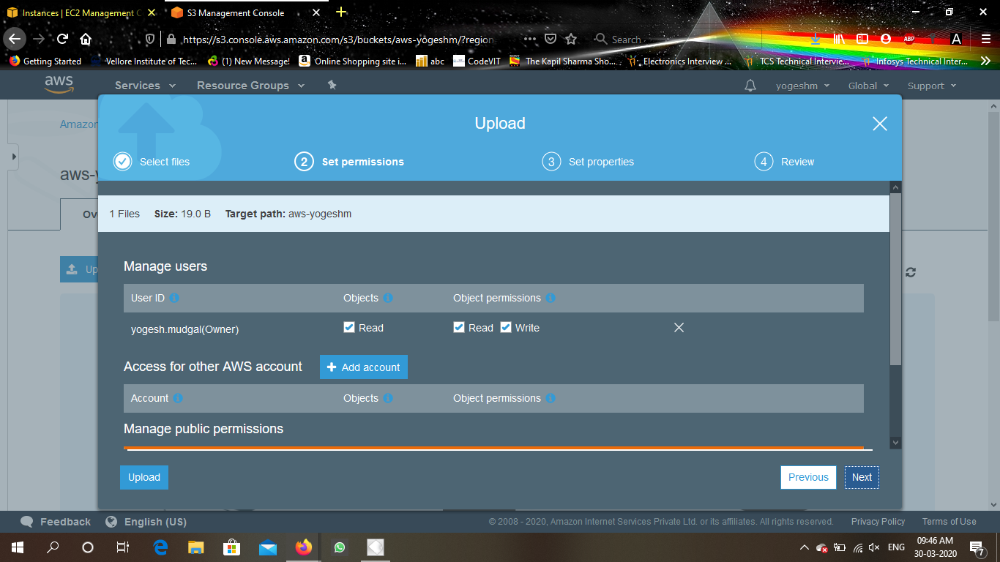 Instances | EC2 Management C
S3 Management Console
https://s3.console.aws.amazon.com/s3/buckets/aws-yogeshm/?region
Search
ABP
A
Getting Started
Vellore Institute of Tec...
(1) New Message!
Online Shopping site i...
abc
CodeVIT
The Kapil Sharma Sho...
Electronics Interview ...
TCS Technical Intervie...
Infosys Technical Inter...
aws
Services
Resource Groups
yogeshm
Global
Support
Amazon
aws-y
Ov
Up
Upload
Select files
2 Set permissions
3 Set properties
4 Review
1 Files Size: 19.0 B Target path: aws-yogeshm
Manage users
User ID Objects Object permissions
yogesh.mudgal(Owner) Read Read Write
Access for other AWS account + Add account
Account Objects Object permissions
Manage public permissions
Upload Previous Next
Feedback English (US) © 2008 - 2020, Amazon Internet Services Private Ltd. or its affiliates. All rights reserved. Privacy Policy Terms of Use
ENG
09:46 AM
30-03-2020
7